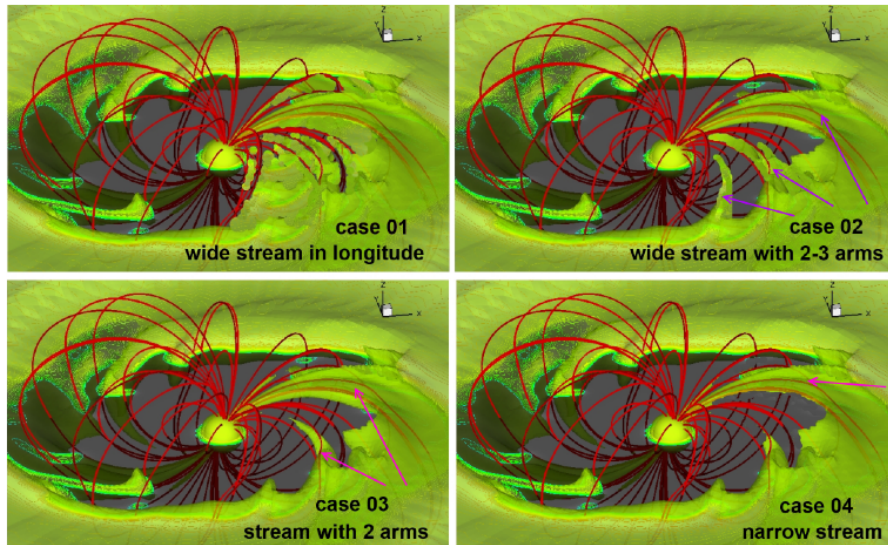 Z
Y
X
case 01
wide stream in longitude
Z
Y
X
case 02
wide stream with 2-3 arms
Z
Y
X
case 03
stream with 2 arms
Z
Y
X
case 04
narrow stream